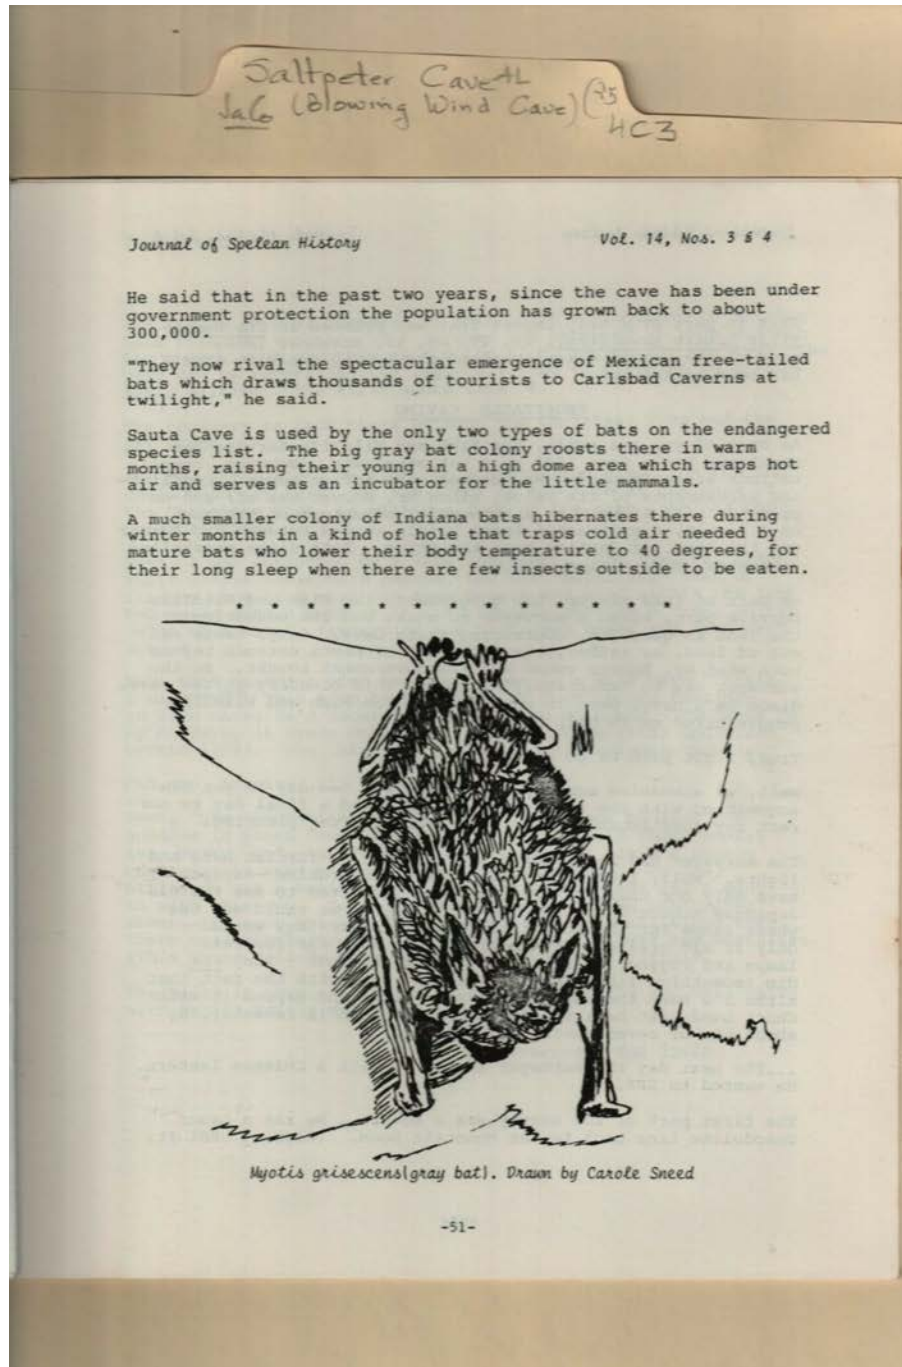 Saltpeter Cave AL
JaCo (Blowing Wind Cave)
4C3
Journal of Spelean History
Vol. 14, Nos. 3 & 4
He said that in the past two years, since the cave has been under
government protection the population has grown back to about
300,000.
"They now rival the spectacular emergence of Mexican free-tailed
bats which draws thousands of tourists to Carlsbad Caverns at
twilight," he said.
Sauta Cave is used by the only two types of bats on the endangered
species list. The big gray bat colony roosts there in warm
months, raising their young in a high dome area which traps hot
air and serves as an incubator for the little mammals.
A much smaller colony of Indiana bats hibernates there during
winter months in a kind of hole that traps cold air needed by
mature bats who lower their body temperature to 40 degrees, for
their long sleep when there are few insects outside to be eaten.
* * * * * * * * * * * * * *
Myotis grisescens(gray bat). Drawn by Carole Sneed
-51-